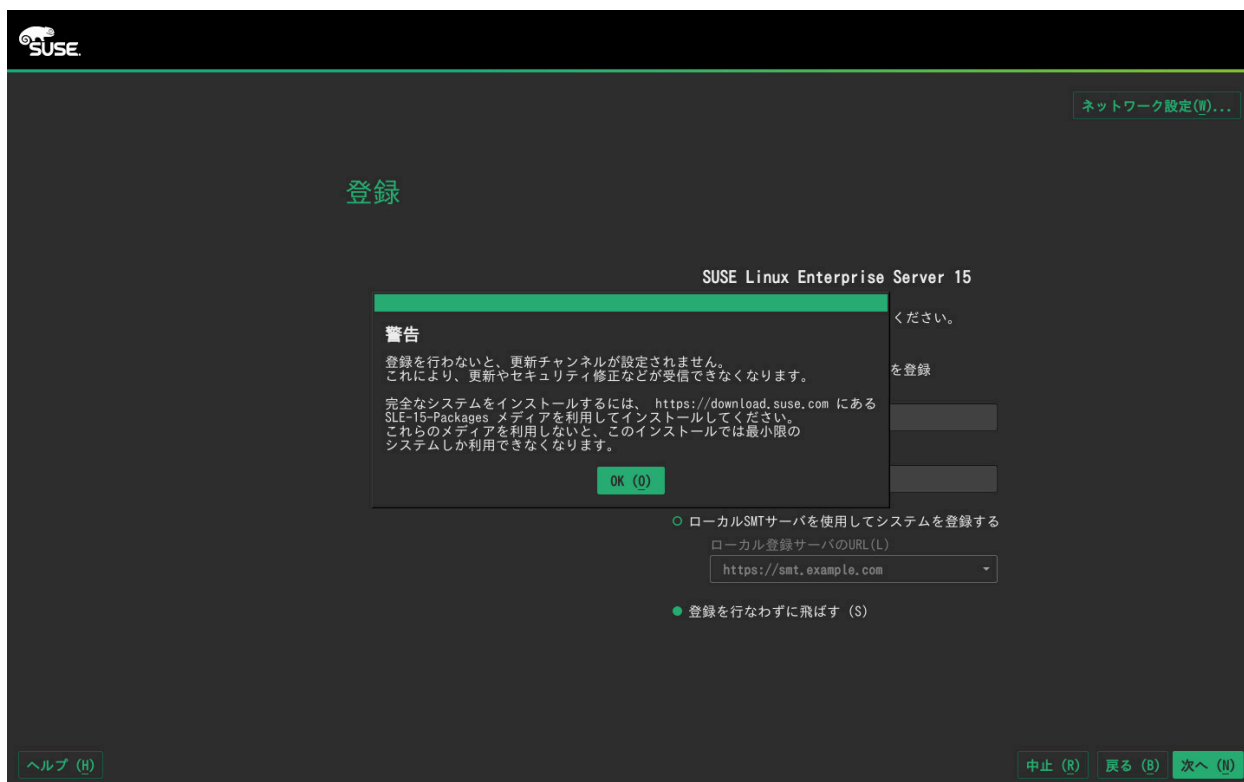 SUSE.
ネットワーク設定(W)...
登録
SUSE Linux Enterprise Server 15
ください。
を登録
警告
登録を行わないと、更新チャンネルが設定されません。
これにより、更新やセキュリティ修正などが受信できなくなります。
完全なシステムをインストールするには、 https://download.suse.com にある
SLE-15-Packages メディアを利用してインストールしてください。
これらのメディアを利用しないと、このインストールでは最小限の
システムしか利用できなくなります。
OK (O)
ローカルSMTサーバを使用してシステムを登録する
ローカル登録サーバのURL(L)
https://smt.example.com
登録を行なわずに飛ばす (S)
ヘルプ (H)
中止 (R)
戻る (B)
次へ (N)